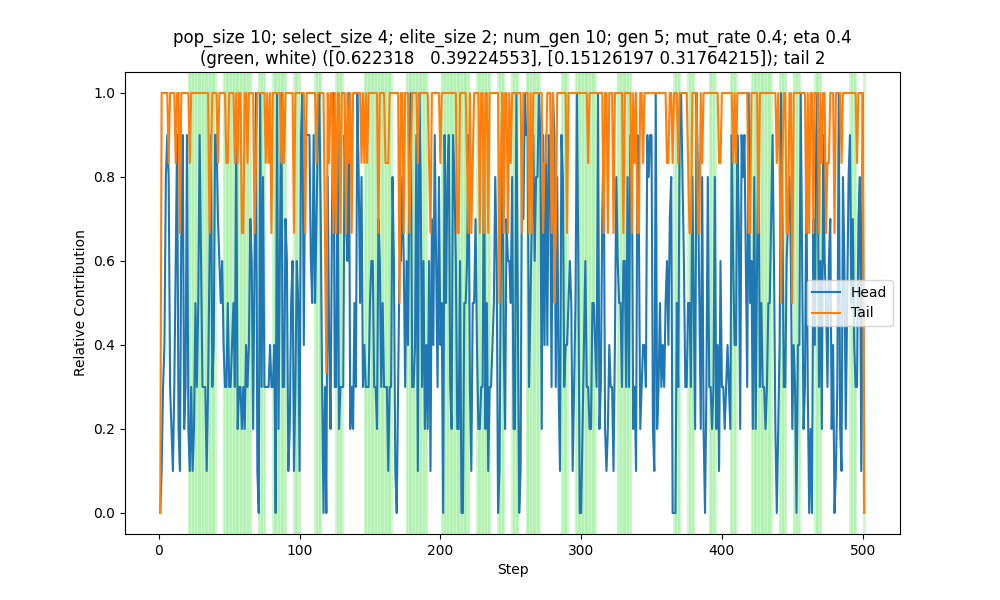 pop_size 10; select_size 4; elite_size 2; num_gen 10; gen 5; mut_rate 0.4; eta 0.4
(green, white) ([0.622318   0.39224553], [0.15126197 0.31764215]); tail 2
1.0
0.8
0.6
0.4
0.2
0.0
Relative Contribution
Head
Tail
0
100
200
300
400
500
Step